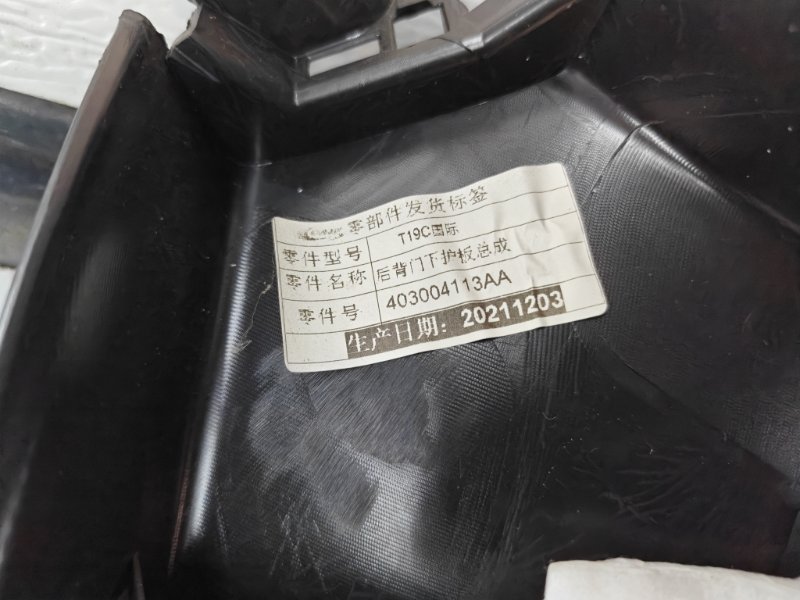 零部件发货标签
零件型号 T19C国际
零件名称 后背门下护板总成
零件号 403004113AA
生产日期: 20211203